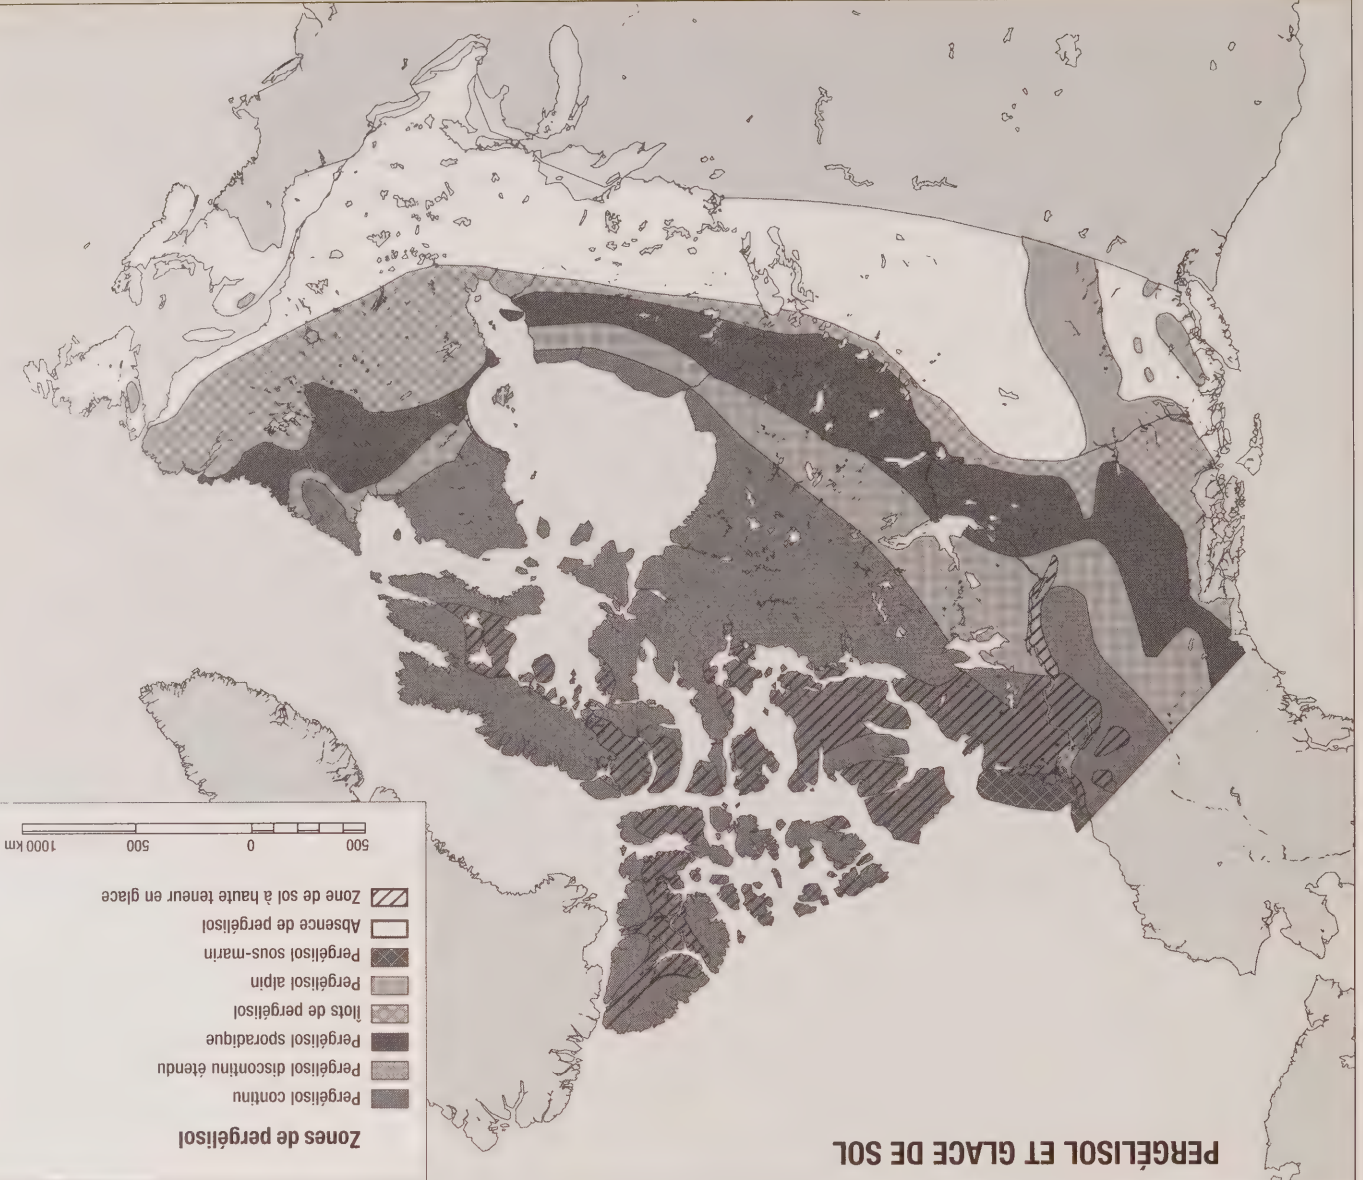 PERGÉLISOL ET GLACE DE SOL
Zones de pergélisol
Pergélisol continu
Pergélisol discontinu étendu
Pergélisol sporadique
Îlots de pergélisol
Pergélisol alpin
Pergélisol sous-marin
Absence de pergélisol
Zone de sol à haute teneur en glace
500 0 500 1000 km